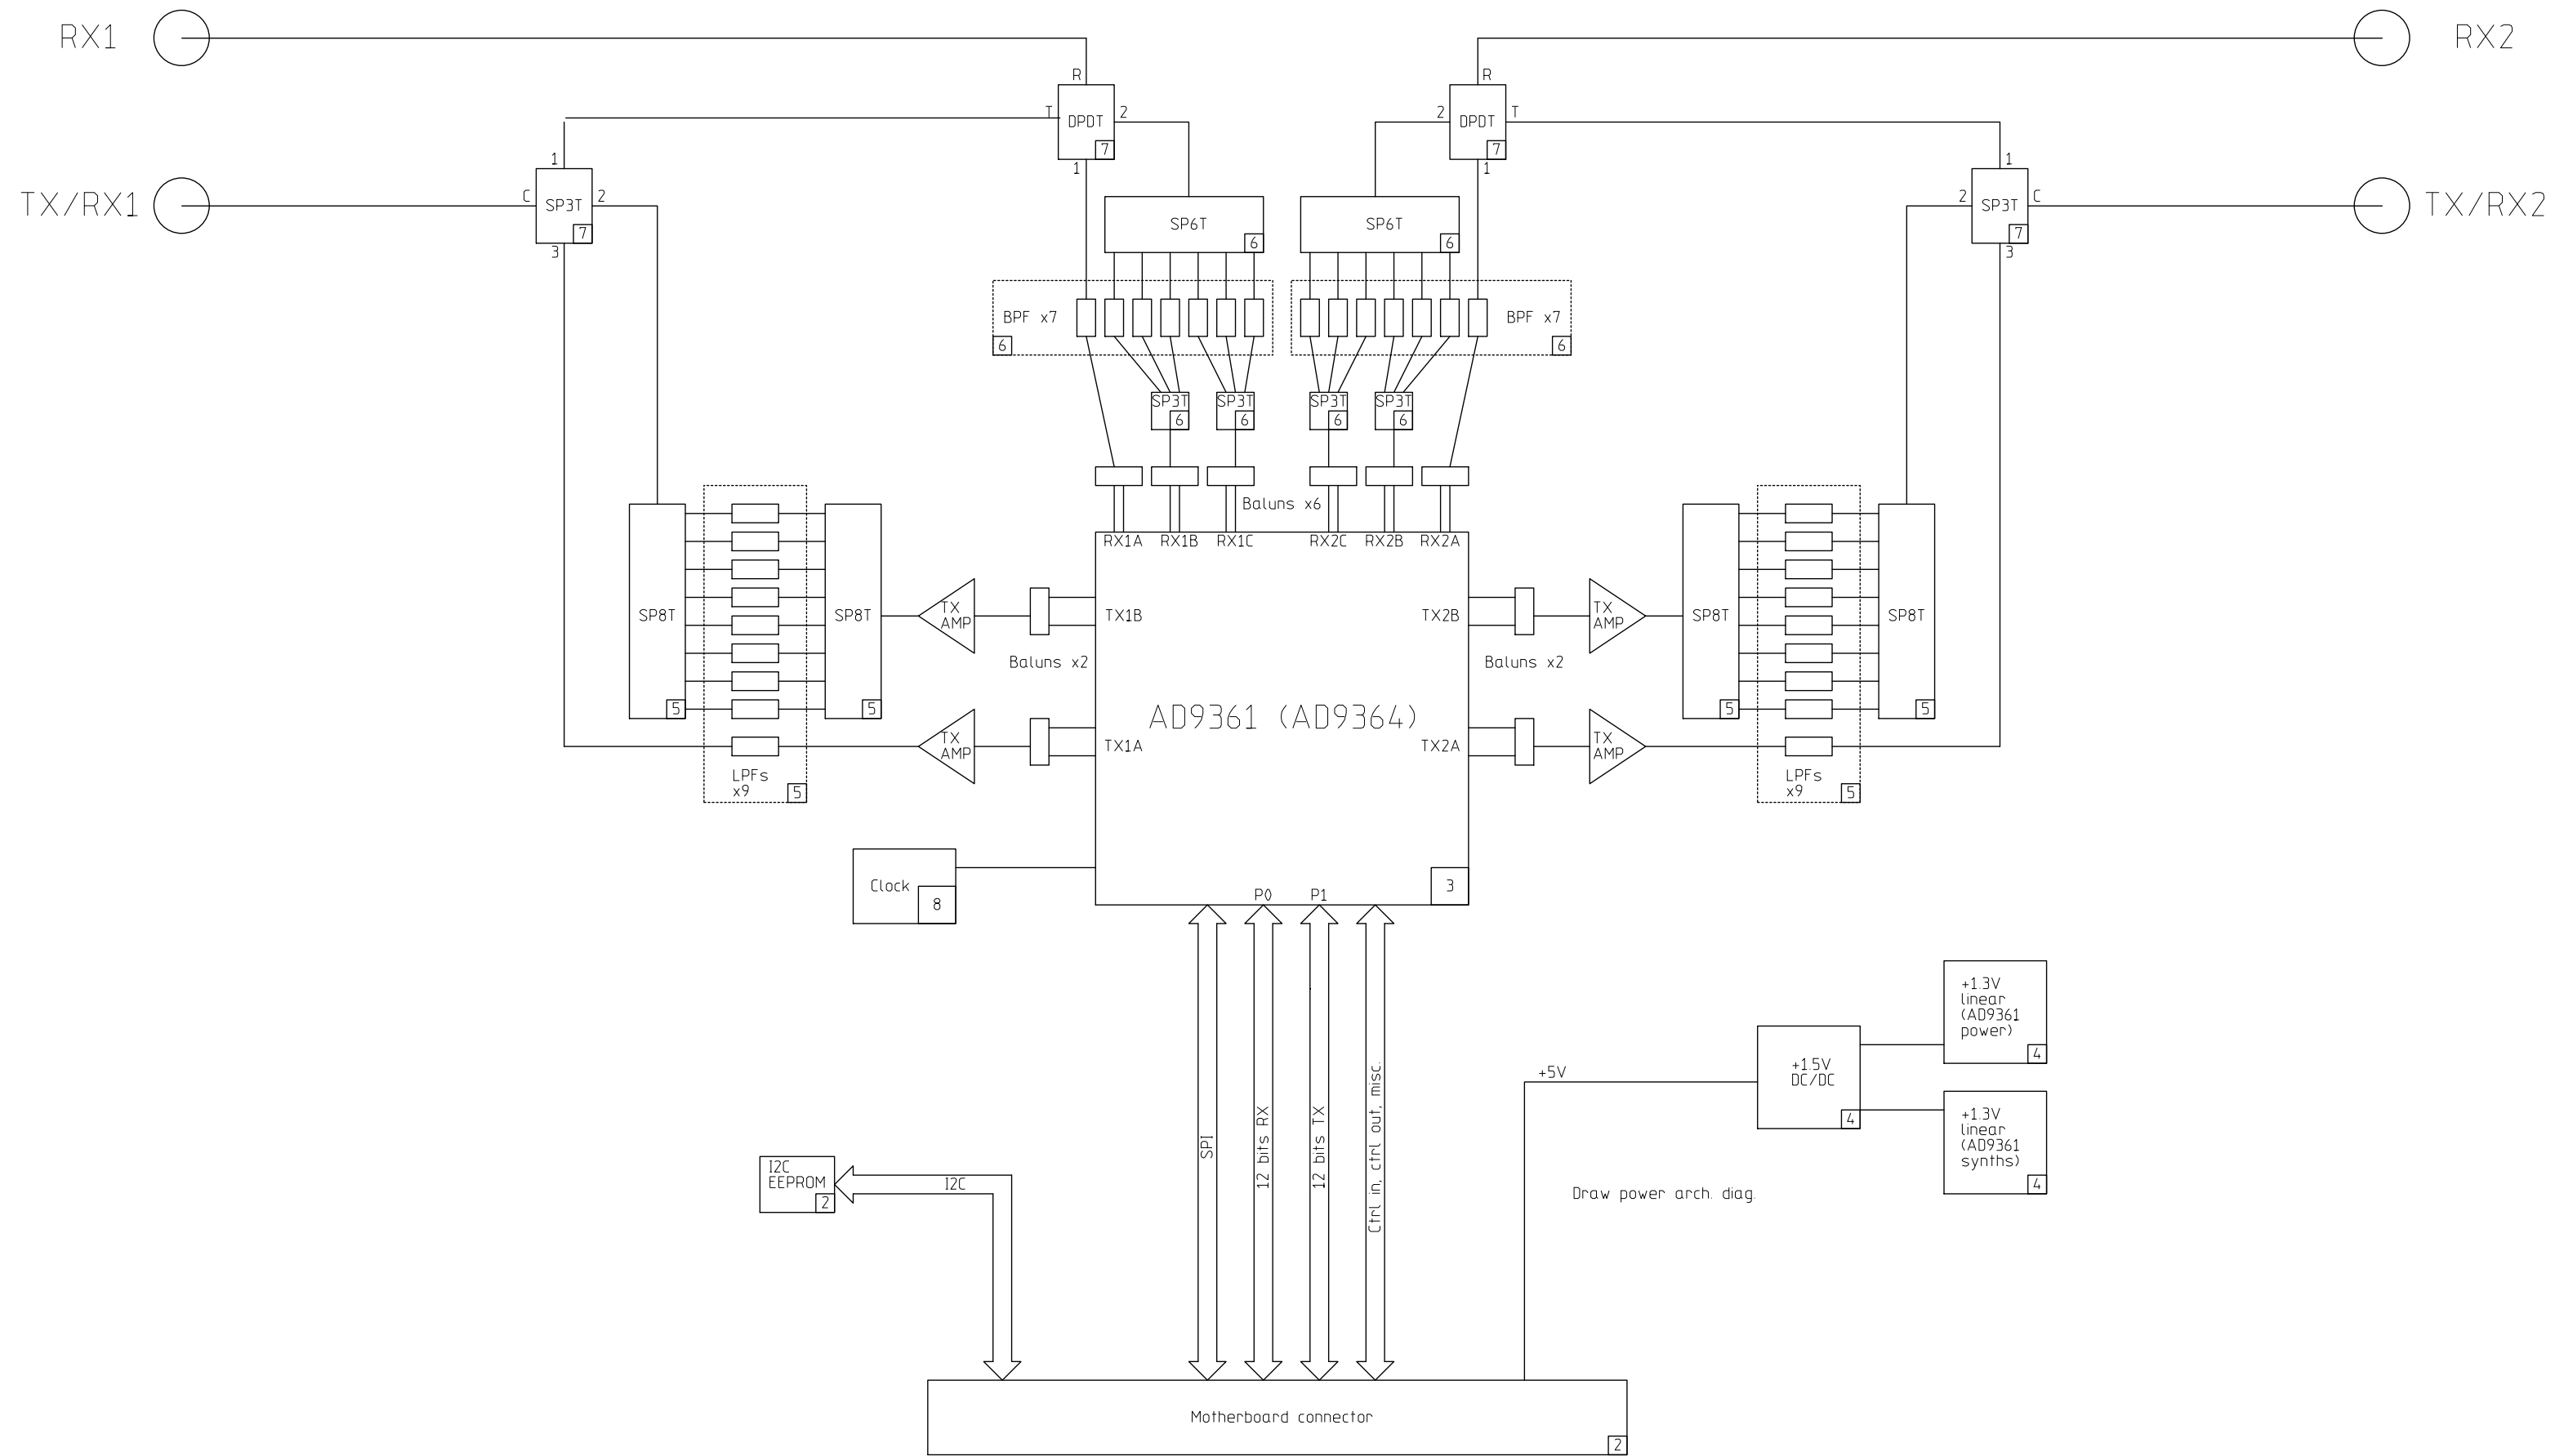 RX1
RX2
R
R
T
DPDT
2
7
1
2
DPDT
T
7
1
TX/RX1
C
1
SP3T
2
7
3
1
2
SP3T
C
7
3
TX/RX2
SP6T
6
SP6T
6
BPF x7
6
BPF x7
6
SP3T
6
SP3T
6
SP3T
6
SP3T
6
Baluns x6
RX1A
RX1B
RX1C
RX2C
RX2B
RX2A
SP8T
5
SP8T
5
TX
AMP
TX1B
TX2B
TX
AMP
SP8T
5
SP8T
5
Baluns x2
Baluns x2
AD9361 (AD9364)
TX
AMP
TX1A
TX2A
TX
AMP
LPFs
x9
5
LPFs
x9
5
Clock
8
P0
P1
3
+1.3V
linear
(AD9361
power)
4
+5V
+1.5V
DC/DC
4
+1.3V
linear
(AD9361
synths)
4
SPI
12 bits RX
12 bits TX
Ctrl in, ctrl out, misc.
I2C
EEPROM
2
I2C
Draw power arch. diag.
Motherboard connector
2